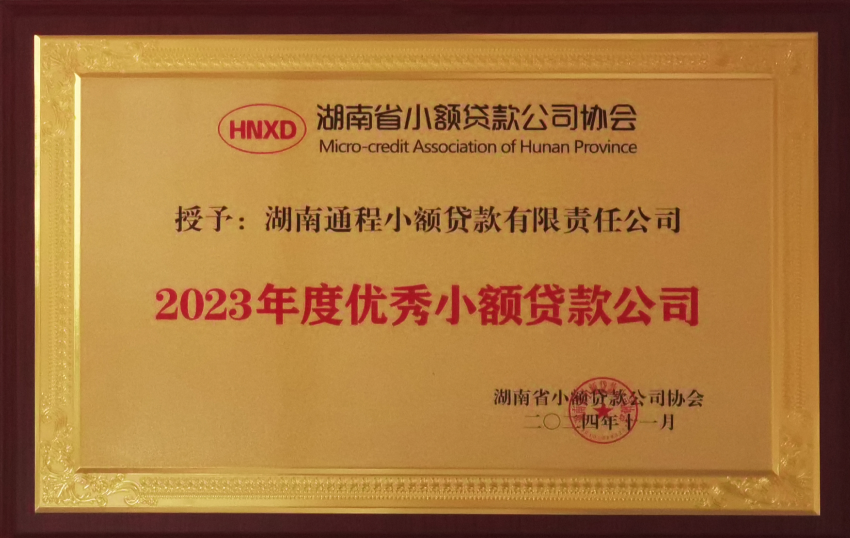 HNXD 湖南省小额贷款公司协会
Micro-credit Association of Hunan Province
授予：湖南通程小额贷款有限责任公司
2023年度优秀小额贷款公司
湖南省小额贷款公司协会
二〇二四年十一月